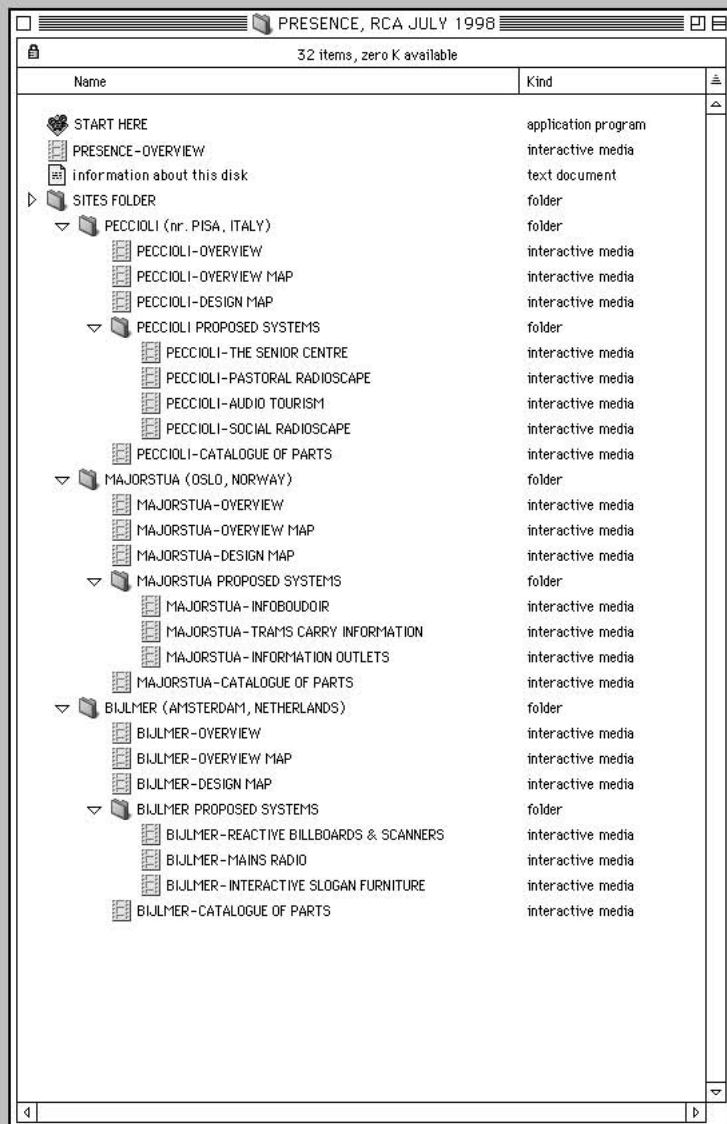 PRESENCE, RCA JULY 1998
32 items, zero K available
Name Kind
START HERE application program
PRESENCE-OVERVIEW interactive media
information about this disk text document
SITES FOLDER folder
PECCIOLI (nr. PISA, ITALY) folder
PECCIOLI-OVERVIEW interactive media
PECCIOLI-OVERVIEW MAP interactive media
PECCIOLI-DESIGN MAP interactive media
PECCIOLI PROPOSED SYSTEMS folder
PECCIOLI-THE SENIOR CENTRE interactive media
PECCIOLI-PASTORAL RADIOSCAPE interactive media
PECCIOLI-AUDIO TOURISM interactive media
PECCIOLI-SOCIAL RADIOSCAPE interactive media
PECCIOLI-CATALOGUE OF PARTS interactive media
MAJORSTUA (OSLO, NORWAY) folder
MAJORSTUA-OVERVIEW interactive media
MAJORSTUA-OVERVIEW MAP interactive media
MAJORSTUA-DESIGN MAP interactive media
MAJORSTUA PROPOSED SYSTEMS folder
MAJORSTUA-INFOBOUDOIR interactive media
MAJORSTUA-TRAMS CARRY INFORMATION interactive media
MAJORSTUA-INFORMATION OUTLETS interactive media
MAJORSTUA-CATALOGUE OF PARTS interactive media
BIJLMER (AMSTERDAM, NETHERLANDS) folder
BIJLMER-OVERVIEW interactive media
BIJLMER-OVERVIEW MAP interactive media
BIJLMER-DESIGN MAP interactive media
BIJLMER PROPOSED SYSTEMS folder
BIJLMER-REACTIVE BILLBOARDS & SCANNERS interactive media
BIJLMER-MAINS RADIO interactive media
BIJLMER-INTERACTIVE SLOGAN FURNITURE interactive media
BIJLMER-CATALOGUE OF PARTS interactive media